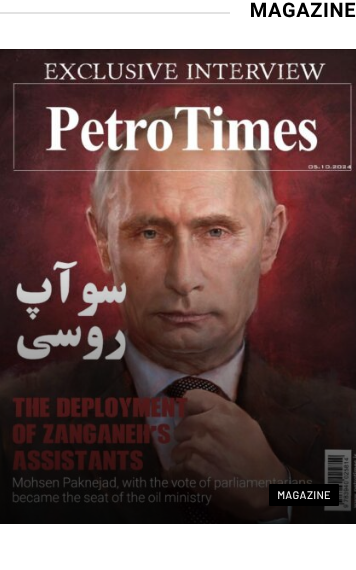 MAGAZINE
EXCLUSIVE INTERVIEW
PetroTimes
05.10.2024
سوآپ
روسی
THE DEPLOYMENT
OF ZANGANEH'S
ASSISTANTS
Mohsen Paknejad, with the vote of parliamentarians,
became the seat of the oil ministry
MAGAZINE